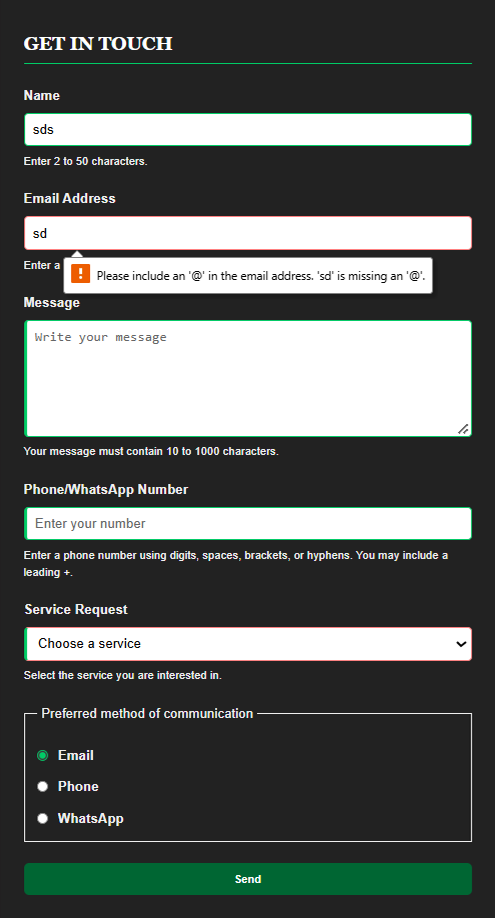 GET IN TOUCH
Name
sds
Enter 2 to 50 characters.
Email Address
sd
Enter a
Please include an '@' in the email address. 'sd' is missing an '@'.
Message
Write your message
Your message must contain 10 to 1000 characters.
Phone/WhatsApp Number
Enter your number
Enter a phone number using digits, spaces, brackets, or hyphens. You may include a
leading +.
Service Request
Choose a service
Select the service you are interested in.
Preferred method of communication
Email
Phone
WhatsApp
Send